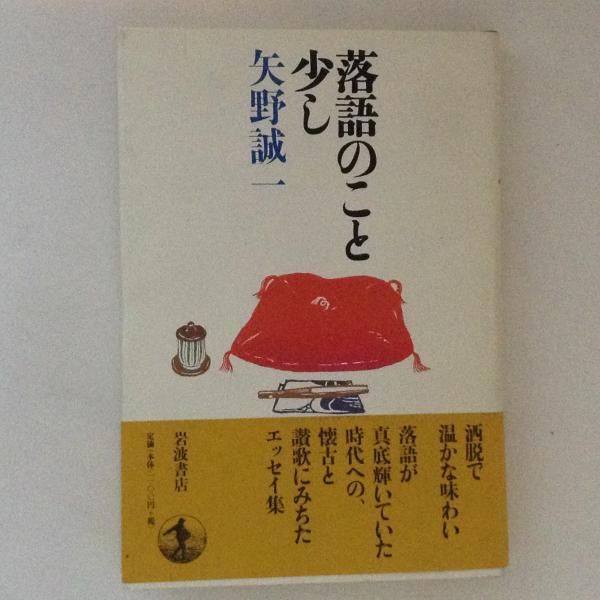 落語のこと
少し
矢野誠一
洒脱で
温かな味わい
落語が
真底輝いていた
時代への、
懐古と
讃歌にみちた
エッセイ集
岩波書店